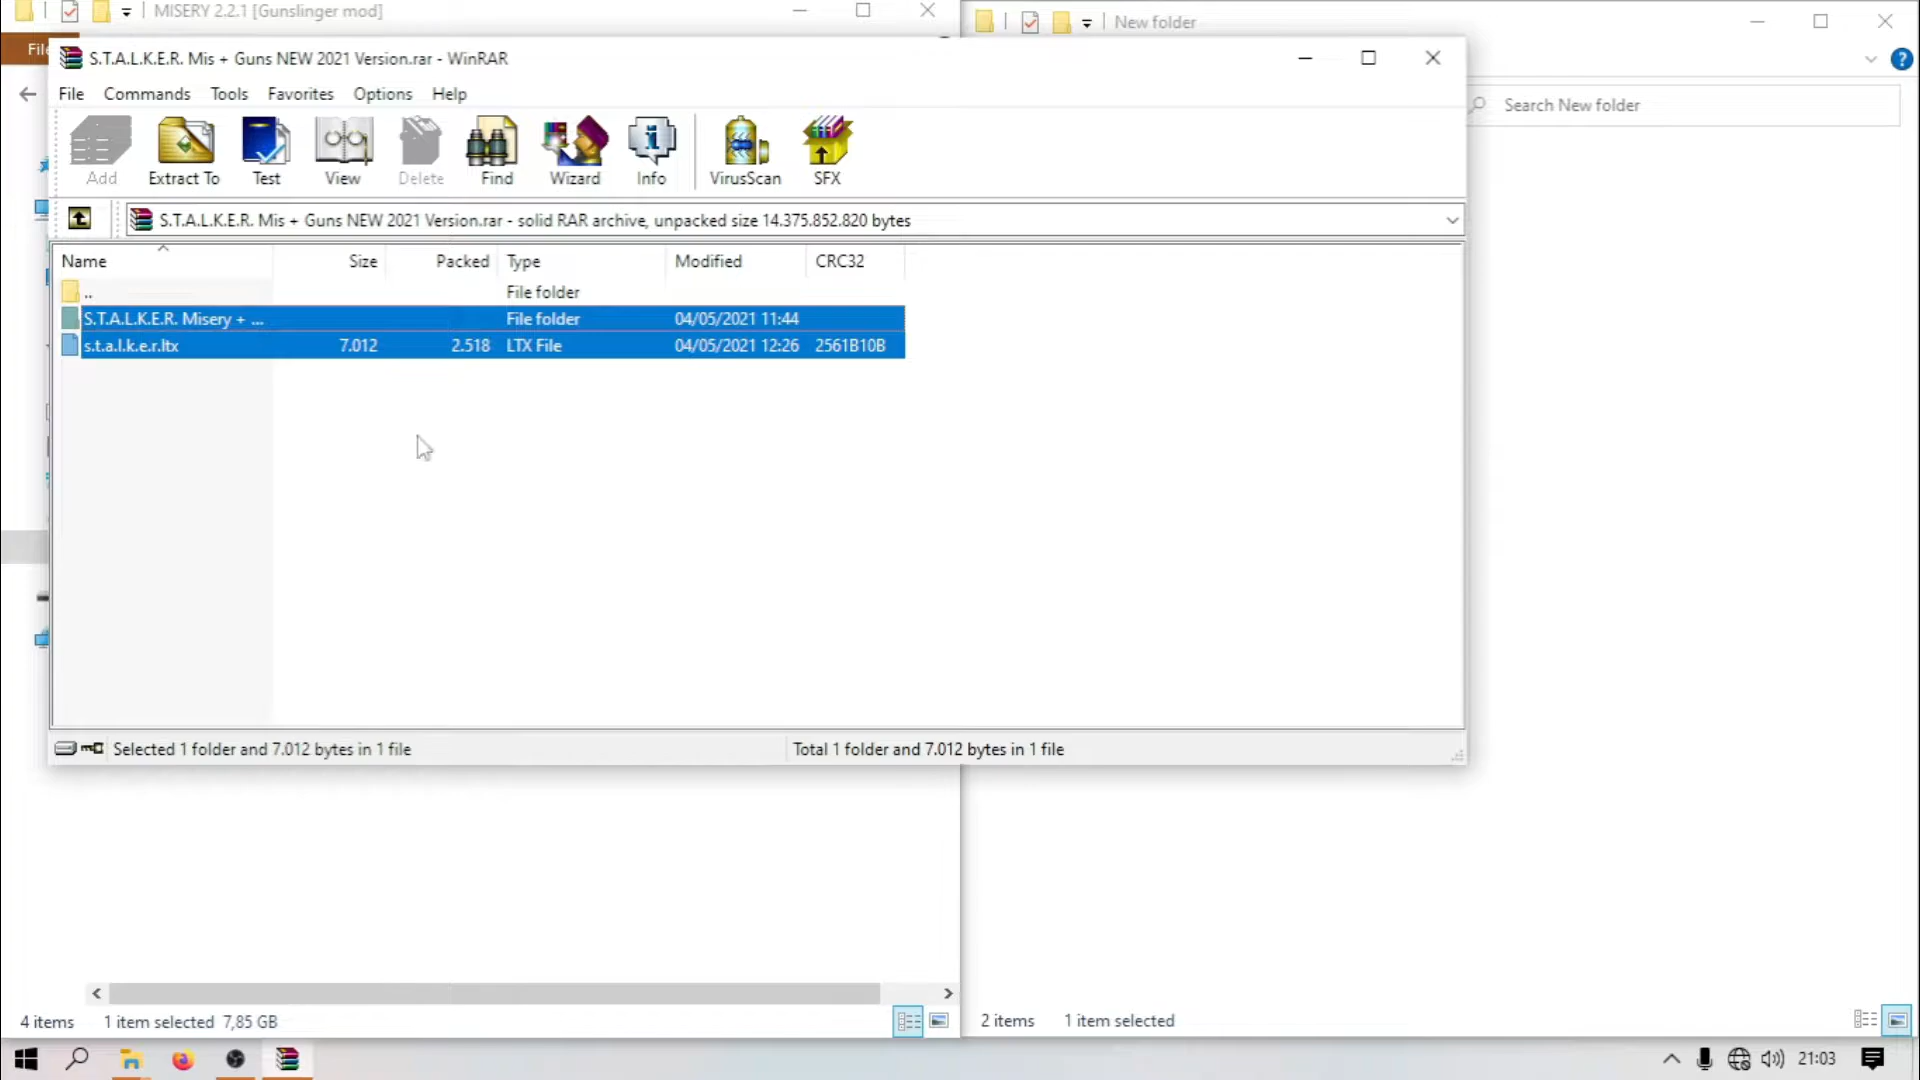 MISERY 2.2.1 [Gunslinger mod]
New folder
File
S.T.A.L.K.E.R. Mis + Guns NEW 2021 Version.rar - WinRAR
File Commands Tools Favorites Options Help
Search New folder
Add Extract To Test View Delete Find Wizard Info VirusScan SFX
S.T.A.L.K.E.R. Mis + Guns NEW 2021 Version.rar - solid RAR archive, unpacked size 14.375.852.820 bytes
Name Size Packed Type Modified CRC32
.. File folder
S.T.A.L.K.E.R. Misery + ... File folder 04/05/2021 11:44
s.t.a.l.k.e.r.ltx 7.012 2.518 LTX File 04/05/2021 12:26 2561B10B
Selected 1 folder and 7.012 bytes in 1 file
Total 1 folder and 7.012 bytes in 1 file
4 items 1 item selected 7,85 GB
2 items 1 item selected
21:03